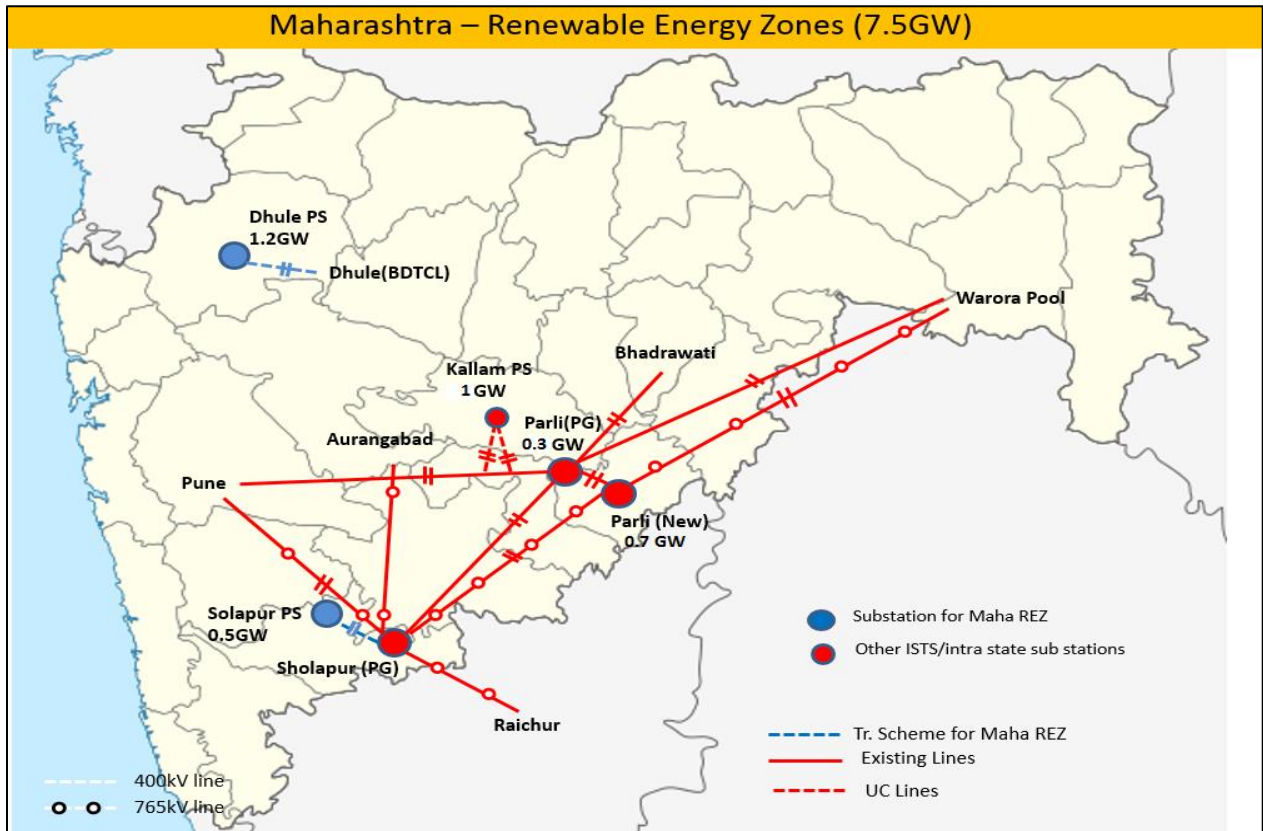 Maharashtra – Renewable Energy Zones (7.5GW)
Dhule PS
1.2GW
Dhule(BDTCL)
Warora Pool
Bhadrawati
Kallam PS
1 GW
Parli(PG)
0.3 GW
Aurangabad
Pune
Parli (New)
0.7 GW
Solapur PS
0.5GW
Sholapur (PG)
Raichur
Substation for Maha REZ
Other ISTS/intra state sub stations
Tr. Scheme for Maha REZ
Existing Lines
UC Lines
400kV line
765kV line